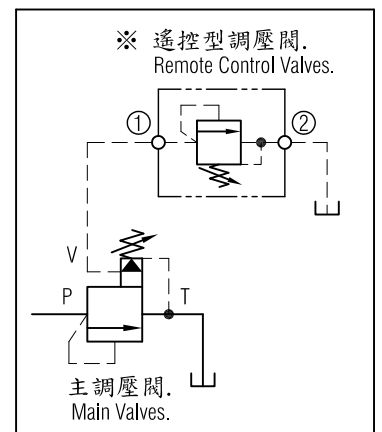 ※ 遙控型調壓閥.
Remote Control Valves.
① ②
V
P T
主調壓閥.
Main Valves.